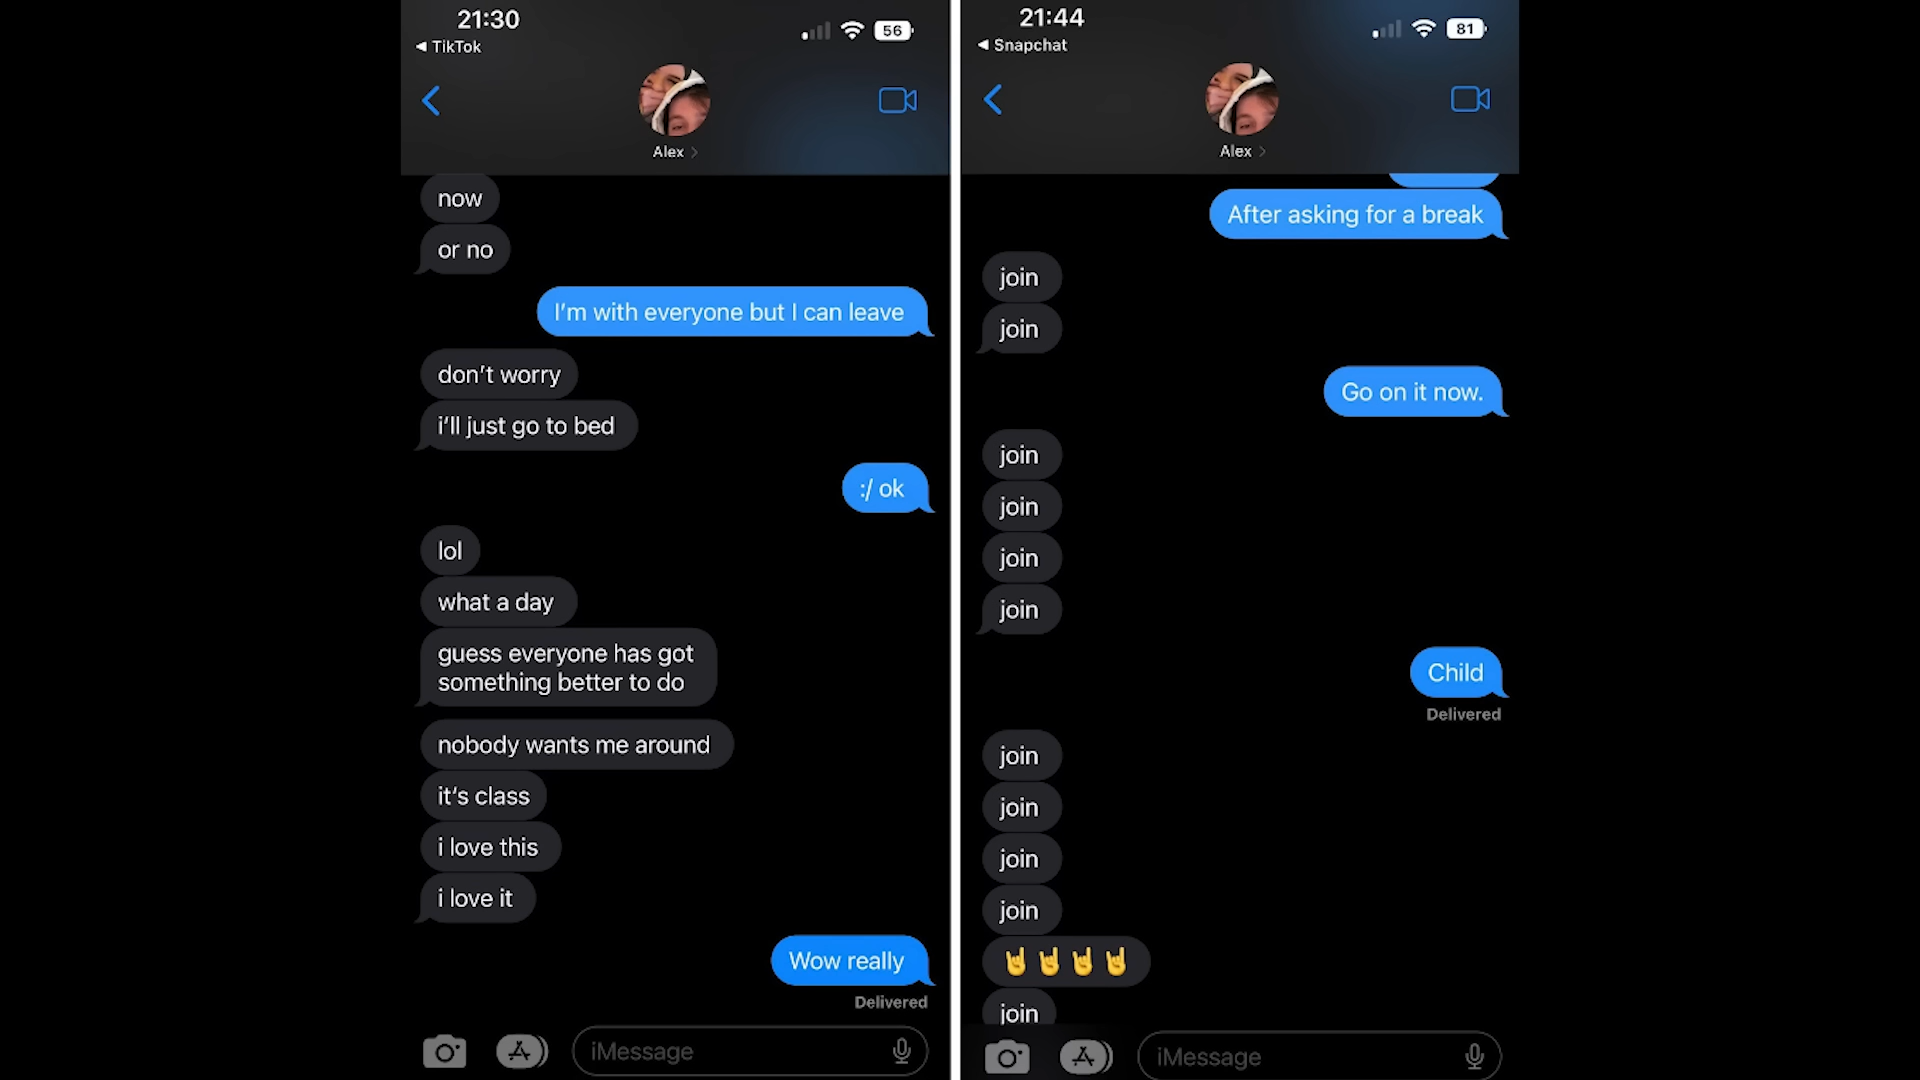 21:30
56
◀ TikTok
Alex >
now
or no
I'm with everyone but I can leave
don't worry
i'll just go to bed
:/ ok
lol
what a day
guess everyone has got
something better to do
nobody wants me around
it's class
i love this
i love it
Wow really
Delivered
iMessage
21:44
81
◀ Snapchat
Alex >
After asking for a break
join
join
Go on it now.
join
join
join
join
Child
Delivered
join
join
join
join
🤘🤘🤘🤘
join
iMessage